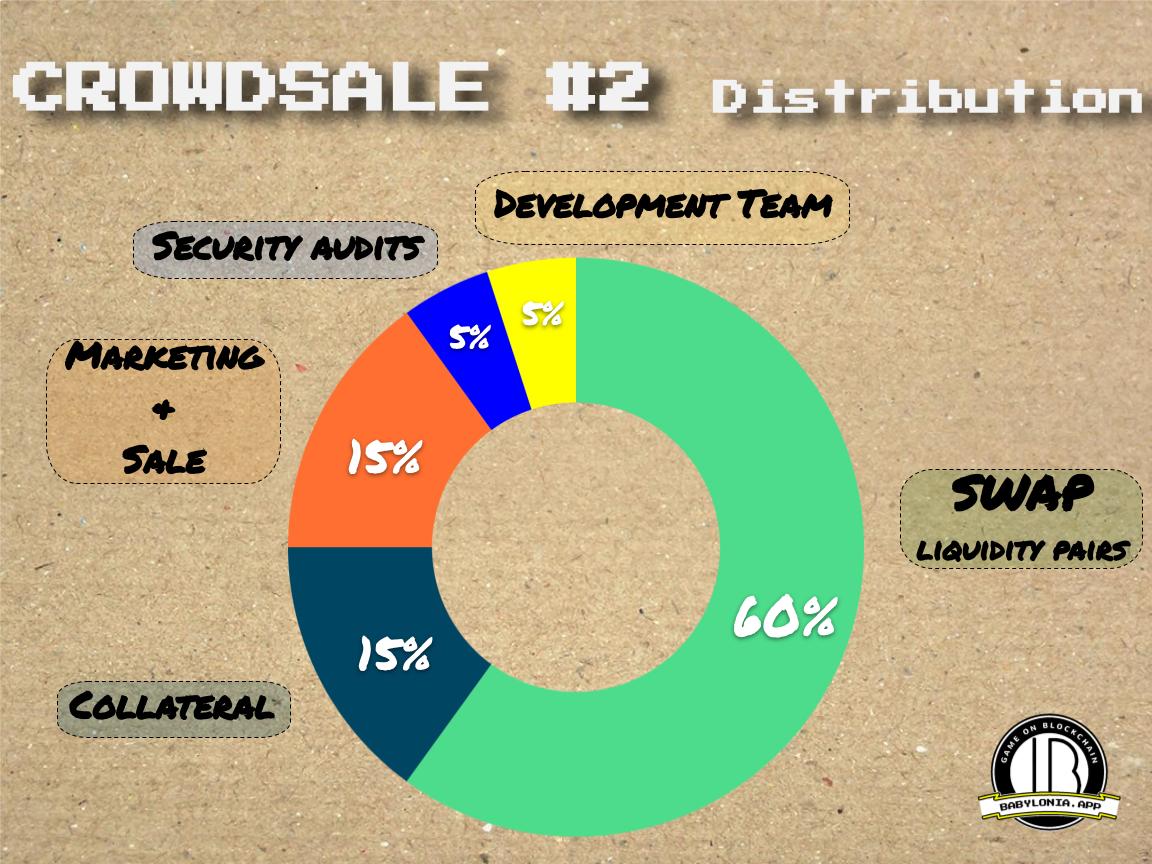 CROWDSALE #2 Distribution
Development Team
Security audits
Marketing
&
Sale
Collateral
SWAP
liquidity pairs
5%
5%
15%
15%
60%
GAME ON BLOCKCHAIN
BABYLONIA.APP